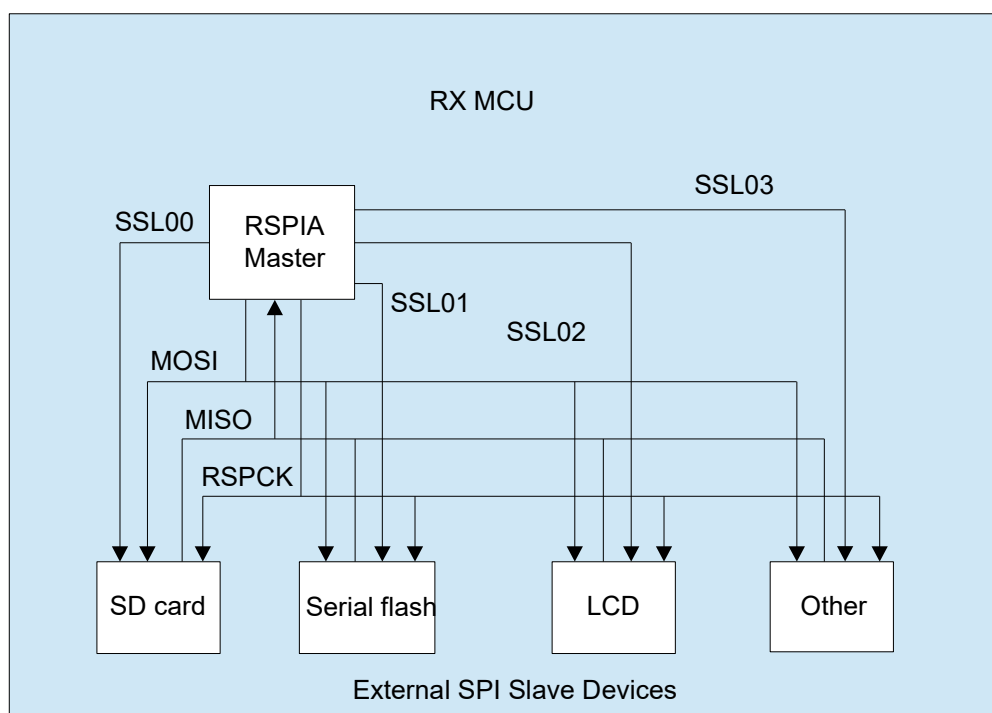 RX MCU
SSL03
SSL00
RSPIA
Master
SSL01
SSL02
MOSI
MISO
RSPCK
SD card
Serial flash
LCD
Other
External SPI Slave Devices